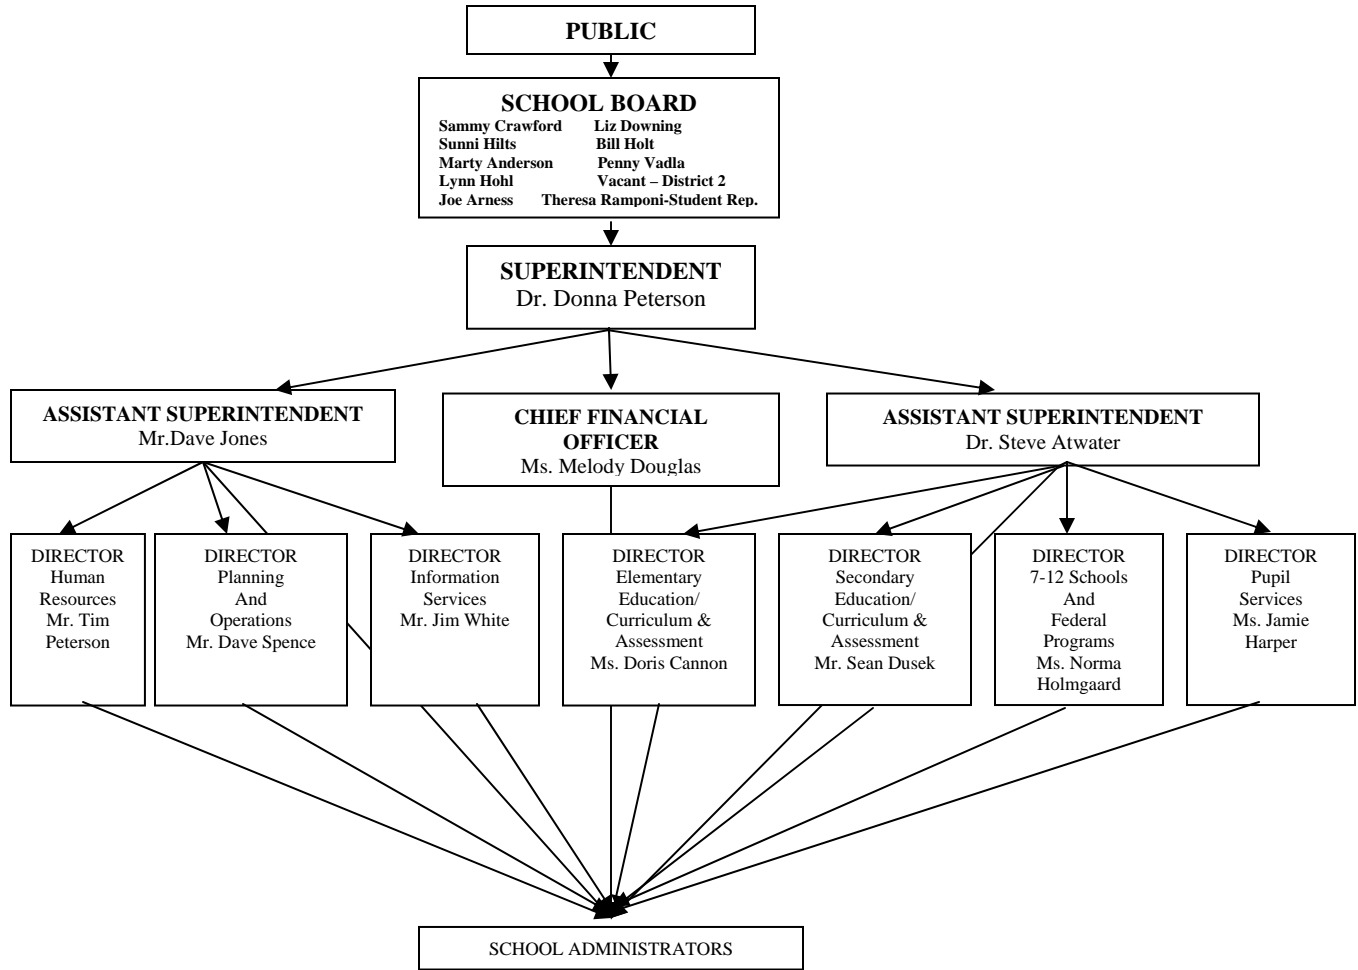 PUBLIC
SCHOOL BOARD
Sammy Crawford Liz Downing
Sunni Hilts Bill Holt
Marty Anderson Penny Vadla
Lynn Hohl Vacant – District 2
Joe Arness Theresa Ramponi-Student Rep.
SUPERINTENDENT
Dr. Donna Peterson
ASSISTANT SUPERINTENDENT
Mr.Dave Jones
CHIEF FINANCIAL
OFFICER
Ms. Melody Douglas
ASSISTANT SUPERINTENDENT
Dr. Steve Atwater
DIRECTOR
Human
Resources
Mr. Tim
Peterson
DIRECTOR
Planning
And
Operations
Mr. Dave Spence
DIRECTOR
Information
Services
Mr. Jim White
DIRECTOR
Elementary
Education/
Curriculum &
Assessment
Ms. Doris Cannon
DIRECTOR
Secondary
Education/
Curriculum &
Assessment
Mr. Sean Dusek
DIRECTOR
7-12 Schools
And
Federal
Programs
Ms. Norma
Holmgaard
DIRECTOR
Pupil
Services
Ms. Jamie
Harper
SCHOOL ADMINISTRATORS